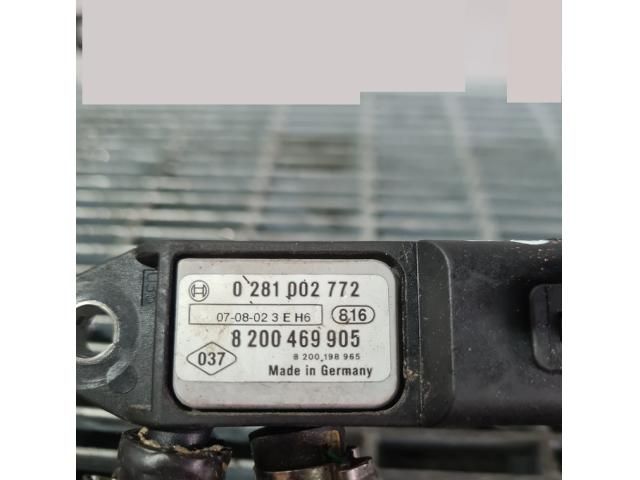 0 281 002 772
07-08-02 3 E H6 816
8 200 469 905
037
8 200 198 965
Made in Germany